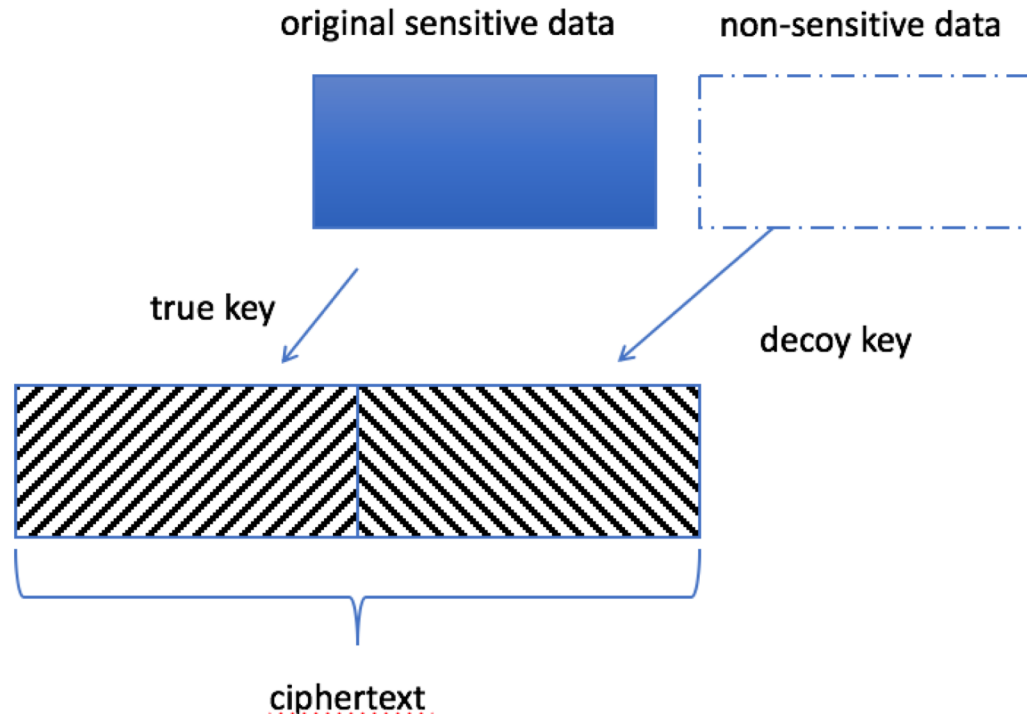 original sensitive data
non-sensitive data
true key
decoy key
ciphertext